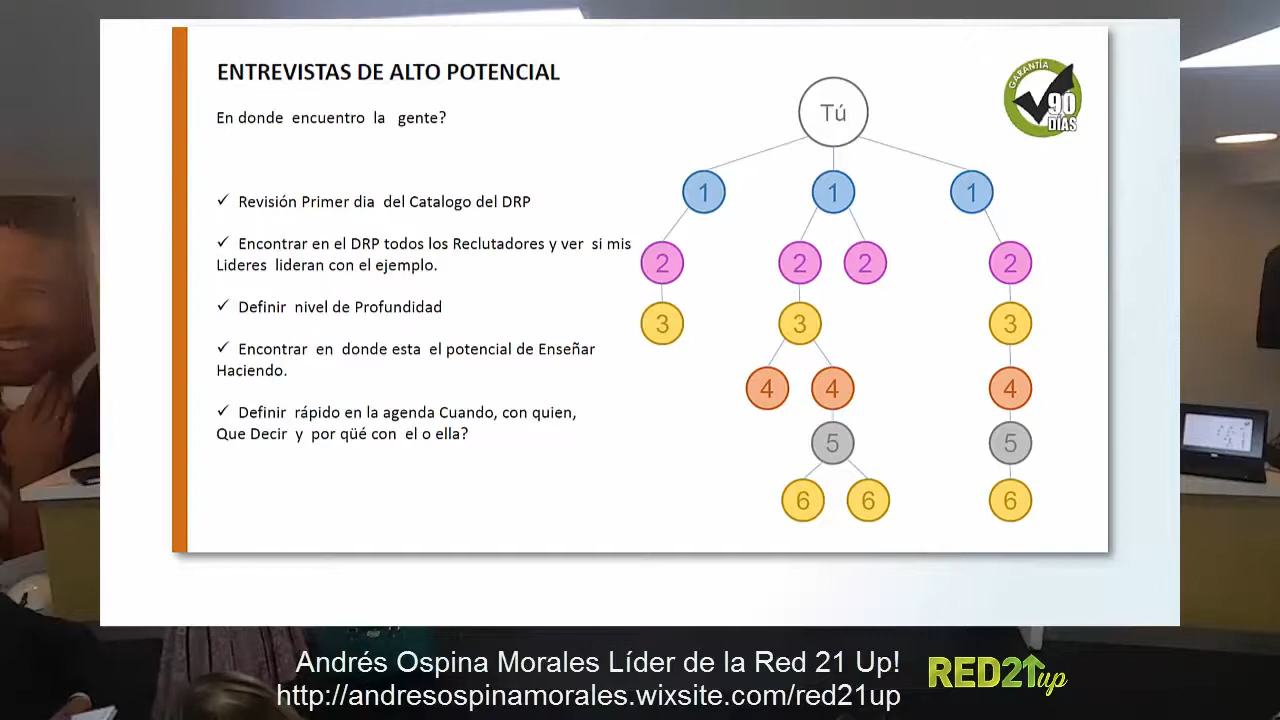 ENTREVISTAS DE ALTO POTENCIAL
En donde encuentro la gente?
✓ Revisión Primer dia del Catalogo del DRP
✓ Encontrar en el DRP todos los Reclutadores y ver si mis
Lideres lideran con el ejemplo.
✓ Definir nivel de Profundidad
✓ Encontrar en donde esta el potencial de Enseñar
Haciendo.
✓ Definir rápido en la agenda Cuando, con quien,
Que Decir y por qüé con el o ella?
GARANTÍA
90
DÍAS
Tú
1 1 1
2 2 2 2
3 3 3
4 4 4
5 5
6 6 6
Andrés Ospina Morales Líder de la Red 21 Up!
http://andresospinamorales.wixsite.com/red21up
RED21up